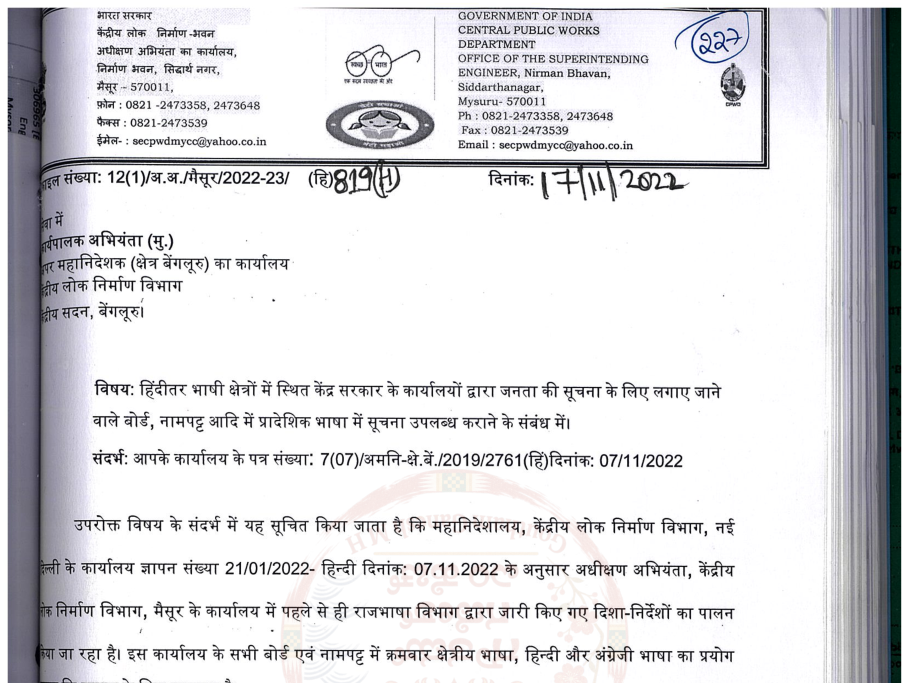 भारत सरकार
केंद्रीय लोक निर्माण -भवन
अधीक्षण अभियंता का कार्यालय,
निर्माण भवन, सिद्धार्थ नगर,
मैसूर – 570011,
फ़ोन : 0821 -2473358, 2473648
फैक्स : 0821-2473539
ईमेल- : secpwdmycc@yahoo.co.in
स्वच्छ भारत
एक कदम स्वच्छता की ओर
बेटी बचाओ
बेटी पढ़ाओ
GOVERNMENT OF INDIA
CENTRAL PUBLIC WORKS
DEPARTMENT
OFFICE OF THE SUPERINTENDING
ENGINEER, Nirman Bhavan,
Siddarthanagar,
Mysuru- 570011
Ph : 0821-2473358, 2473648
Fax : 0821-2473539
Email : secpwdmycc@yahoo.co.in
227
CPWD
संख्या: 12(1)/अ.अ./मैसूर/2022-23/ (हि)819(H) दिनांक: 17/11/2022
में
अभियंता (मु.)
महानिदेशक (क्षेत्र बेंगलूरु) का कार्यालय
लोक निर्माण विभाग
सदन, बेंगलूरु।
विषय: हिंदीतर भाषी क्षेत्रों में स्थित केंद्र सरकार के कार्यालयों द्वारा जनता की सूचना के लिए लगाए जाने
वाले बोर्ड, नामपट्ट आदि में प्रादेशिक भाषा में सूचना उपलब्ध कराने के संबंध में।
संदर्भ: आपके कार्यालय के पत्र संख्या: 7(07)/अमनि-क्षे.बें./2019/2761(हिं)दिनांक: 07/11/2022
उपरोक्त विषय के संदर्भ में यह सूचित किया जाता है कि महानिदेशालय, केंद्रीय लोक निर्माण विभाग, नई
के कार्यालय ज्ञापन संख्या 21/01/2022- हिन्दी दिनांक: 07.11.2022 के अनुसार अधीक्षण अभियंता, केंद्रीय
निर्माण विभाग, मैसूर के कार्यालय में पहले से ही राजभाषा विभाग द्वारा जारी किए गए दिशा-निर्देशों का पालन
जा रहा है। इस कार्यालय के सभी बोर्ड एवं नामपट्ट में क्रमवार क्षेत्रीय भाषा, हिन्दी और अंग्रेजी भाषा का प्रयोग